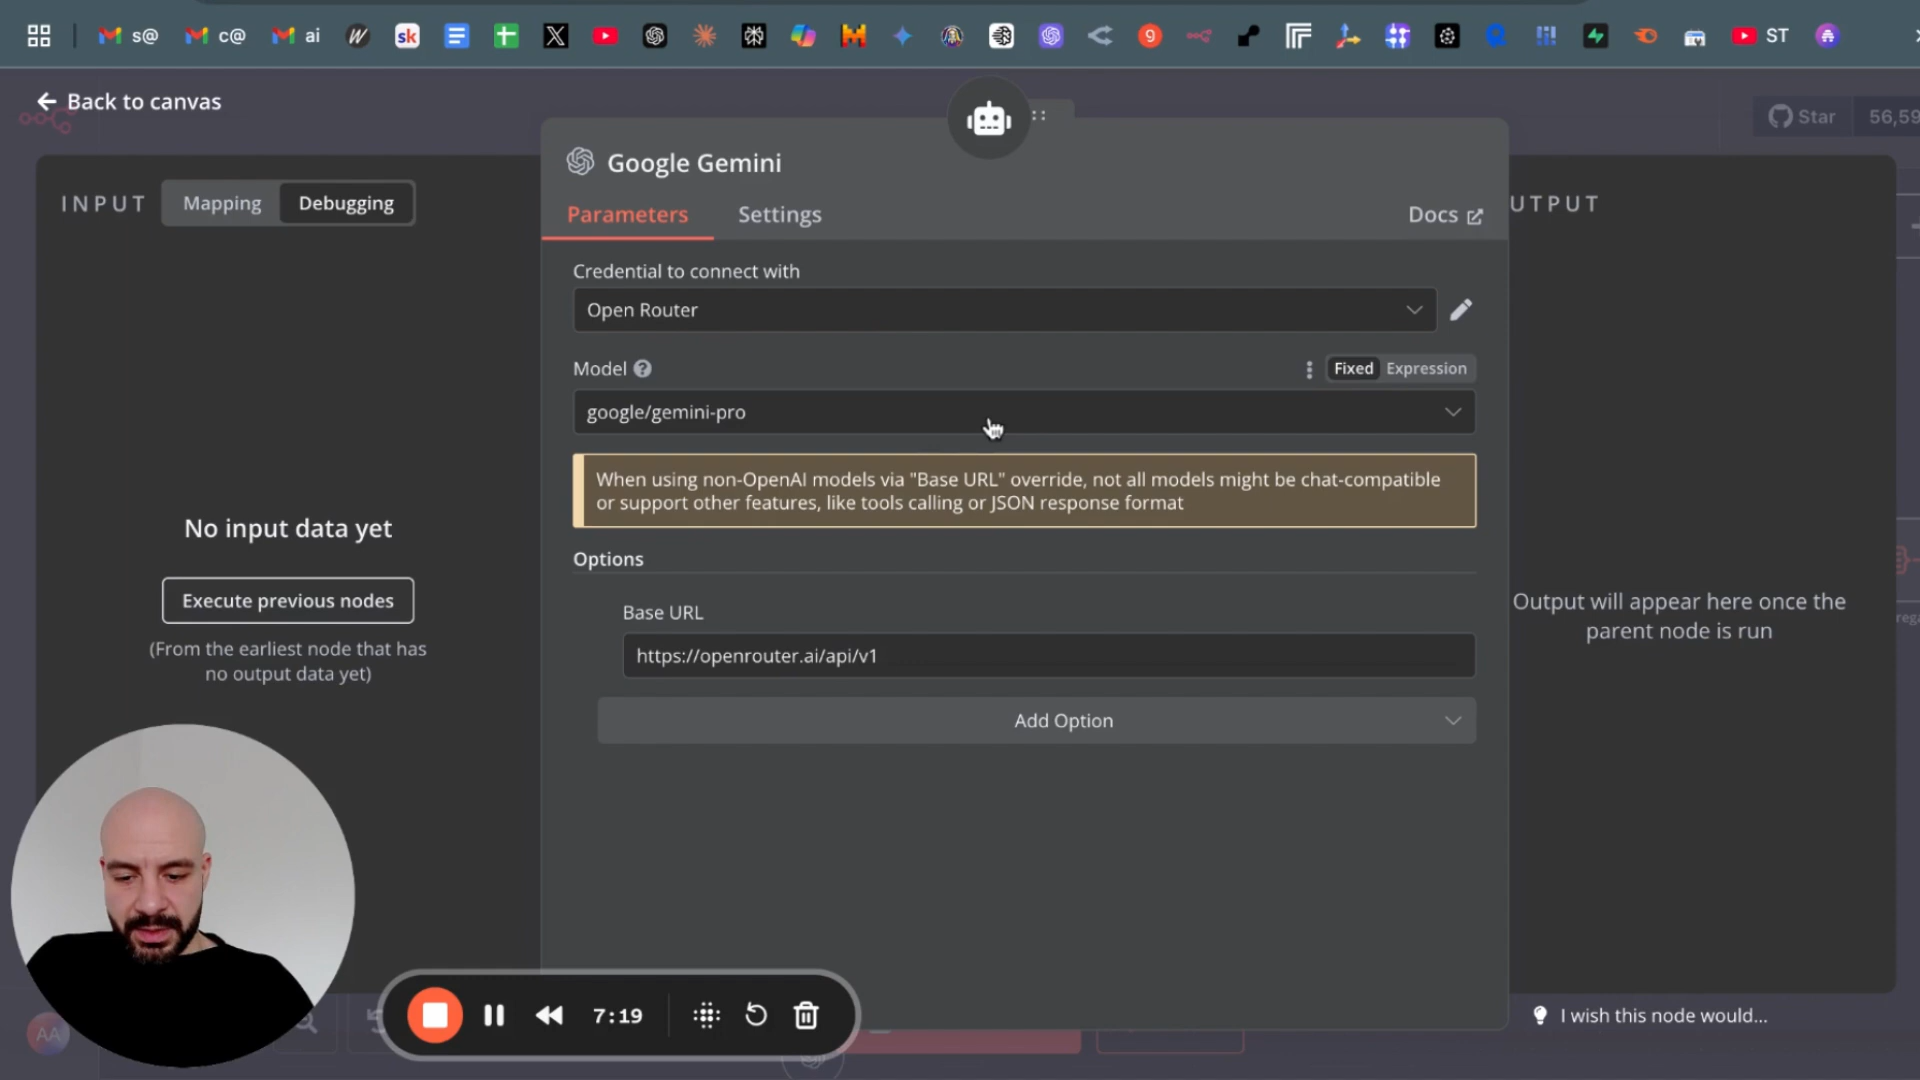 s@
c@
ai
sk
9
ST
Back to canvas
Star
56,59
INPUT
Mapping
Debugging
Google Gemini
Parameters
Settings
Docs
UTPUT
Credential to connect with
Open Router
Model
Fixed
Expression
google/gemini-pro
When using non-OpenAI models via "Base URL" override, not all models might be chat-compatible
or support other features, like tools calling or JSON response format
Options
Base URL
https://openrouter.ai/api/v1
Add Option
No input data yet
Execute previous nodes
(From the earliest node that has
no output data yet)
Output will appear here once the
parent node is run
7:19
I wish this node would...
AA